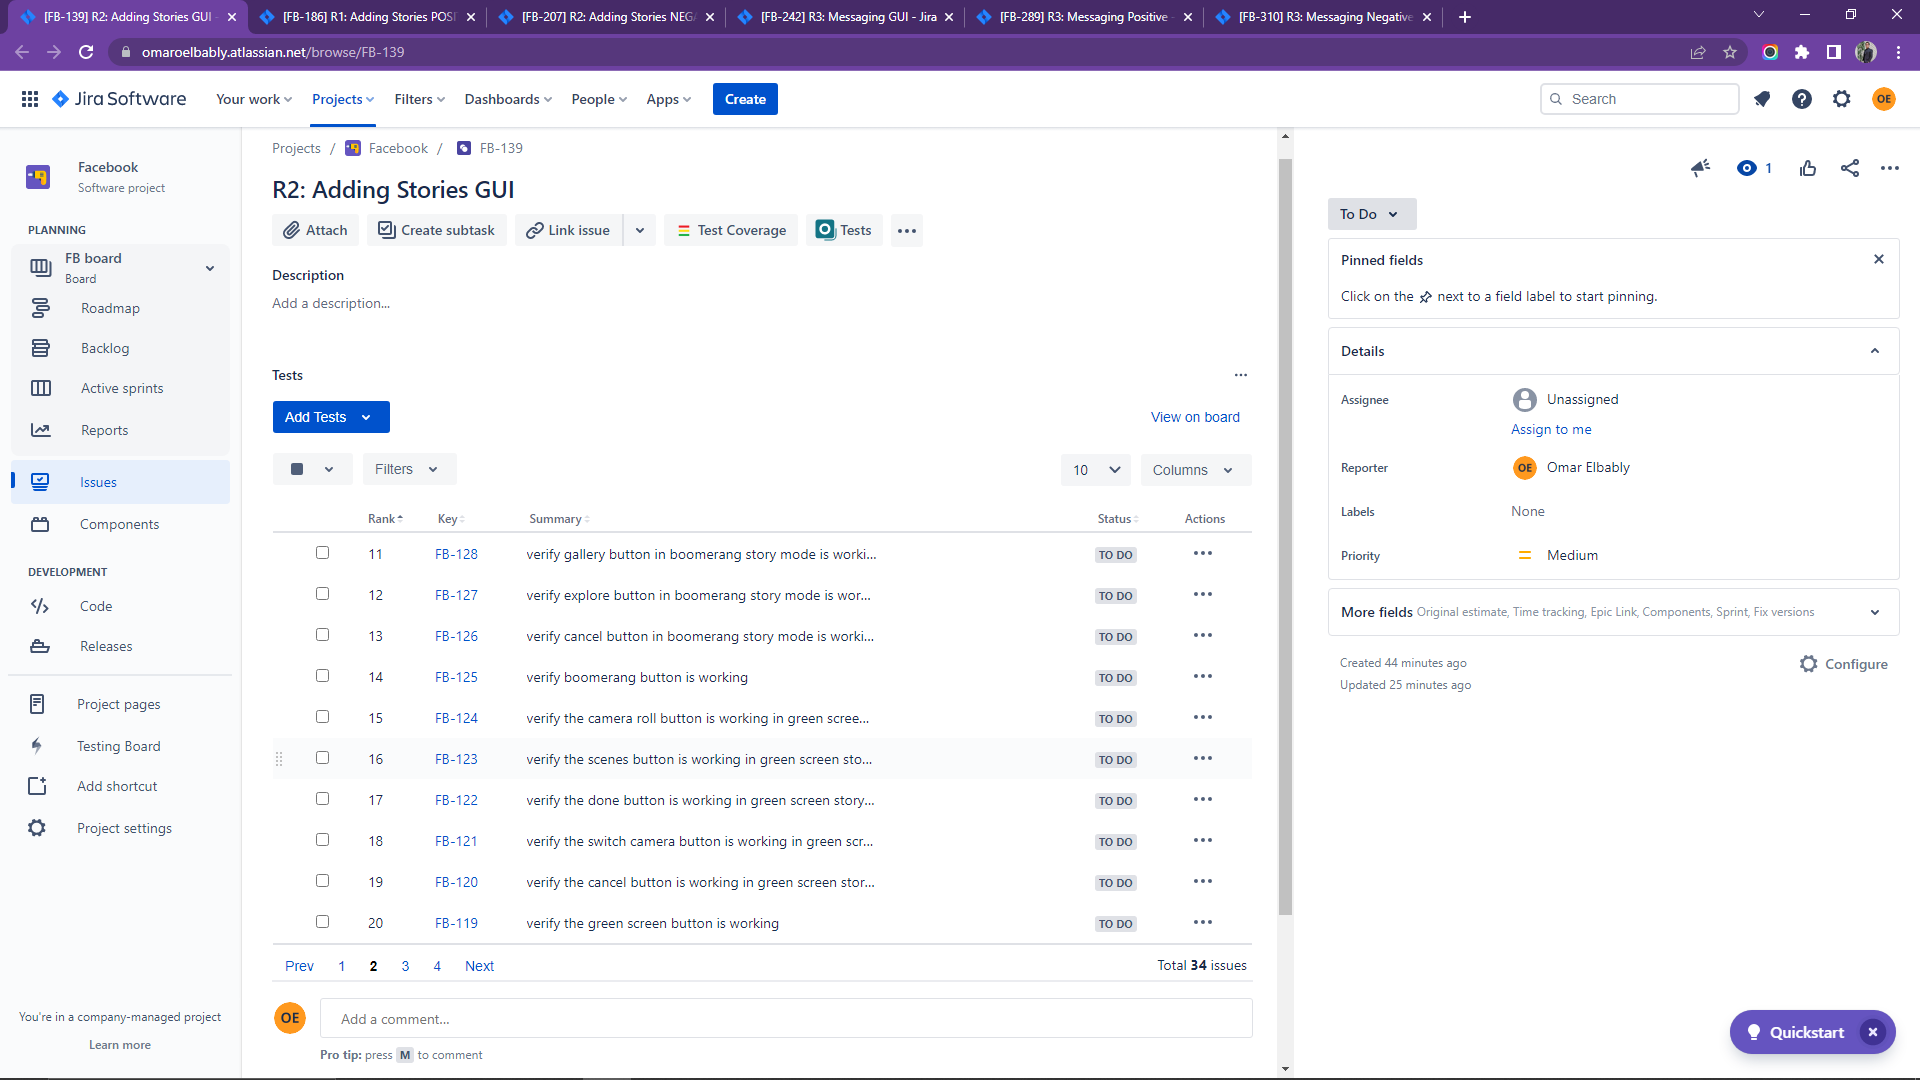 [FB-139] R2: Adding Stories GUI -
[FB-186] R1: Adding Stories POSI
[FB-207] R2: Adding Stories NEGA
[FB-242] R3: Messaging GUI - Jira
[FB-289] R3: Messaging Positive -
[FB-310] R3: Messaging Negative
omaroelbably.atlassian.net/browse/FB-139
Jira Software
Your work
Projects
Filters
Dashboards
People
Apps
Create
Search
OE
Facebook
Software project
PLANNING
FB board
Board
Roadmap
Backlog
Active sprints
Reports
Issues
Components
DEVELOPMENT
Code
Releases
Project pages
Testing Board
Add shortcut
Project settings
You're in a company-managed project
Learn more
Projects / Facebook / FB-139
R2: Adding Stories GUI
Attach
Create subtask
Link issue
Test Coverage
Tests
Description
Add a description...
Tests
Add Tests
View on board
Filters
10
Columns
Rank Key Summary Status Actions
11 FB-128 verify gallery button in boomerang story mode is worki... TO DO
12 FB-127 verify explore button in boomerang story mode is wor... TO DO
13 FB-126 verify cancel button in boomerang story mode is worki... TO DO
14 FB-125 verify boomerang button is working TO DO
15 FB-124 verify the camera roll button is working in green scree... TO DO
16 FB-123 verify the scenes button is working in green screen sto... TO DO
17 FB-122 verify the done button is working in green screen story... TO DO
18 FB-121 verify the switch camera button is working in green scr... TO DO
19 FB-120 verify the cancel button is working in green screen stor... TO DO
20 FB-119 verify the green screen button is working TO DO
Prev 1 2 3 4 Next
Total 34 issues
OE
Add a comment...
Pro tip: press M to comment
1
To Do
Pinned fields
Click on the next to a field label to start pinning.
Details
Assignee Unassigned
Assign to me
Reporter OE Omar Elbably
Labels None
Priority Medium
More fields Original estimate, Time tracking, Epic Link, Components, Sprint, Fix versions
Created 44 minutes ago
Configure
Updated 25 minutes ago
Quickstart